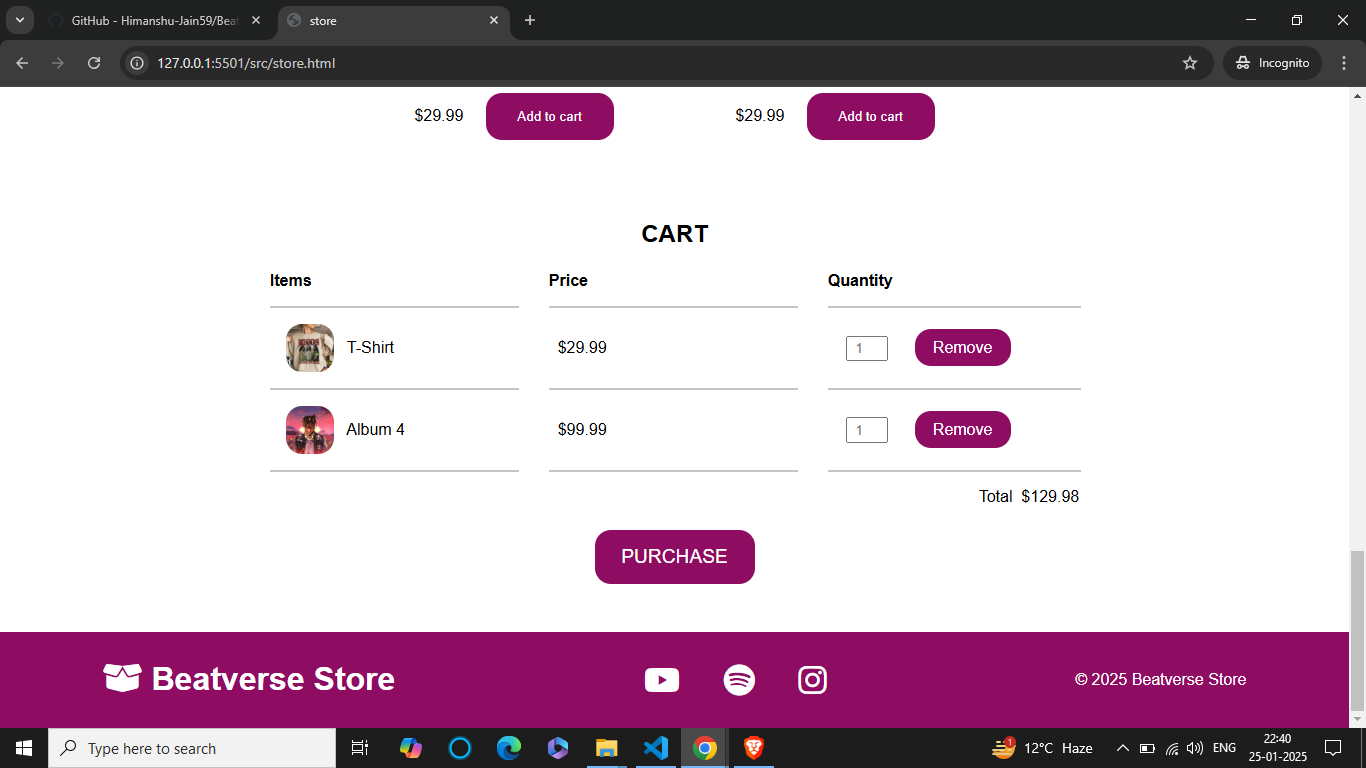 GitHub - Himanshu-Jain59/Beat
store
127.0.0.1:5501/src/store.html
Incognito
$29.99 Add to cart $29.99 Add to cart
CART
Items Price Quantity
T-Shirt $29.99 1 Remove
Album 4 $99.99 1 Remove
Total $129.98
PURCHASE
Beatverse Store © 2025 Beatverse Store
Type here to search 1 12°C Haze ENG 22:40
25-01-2025